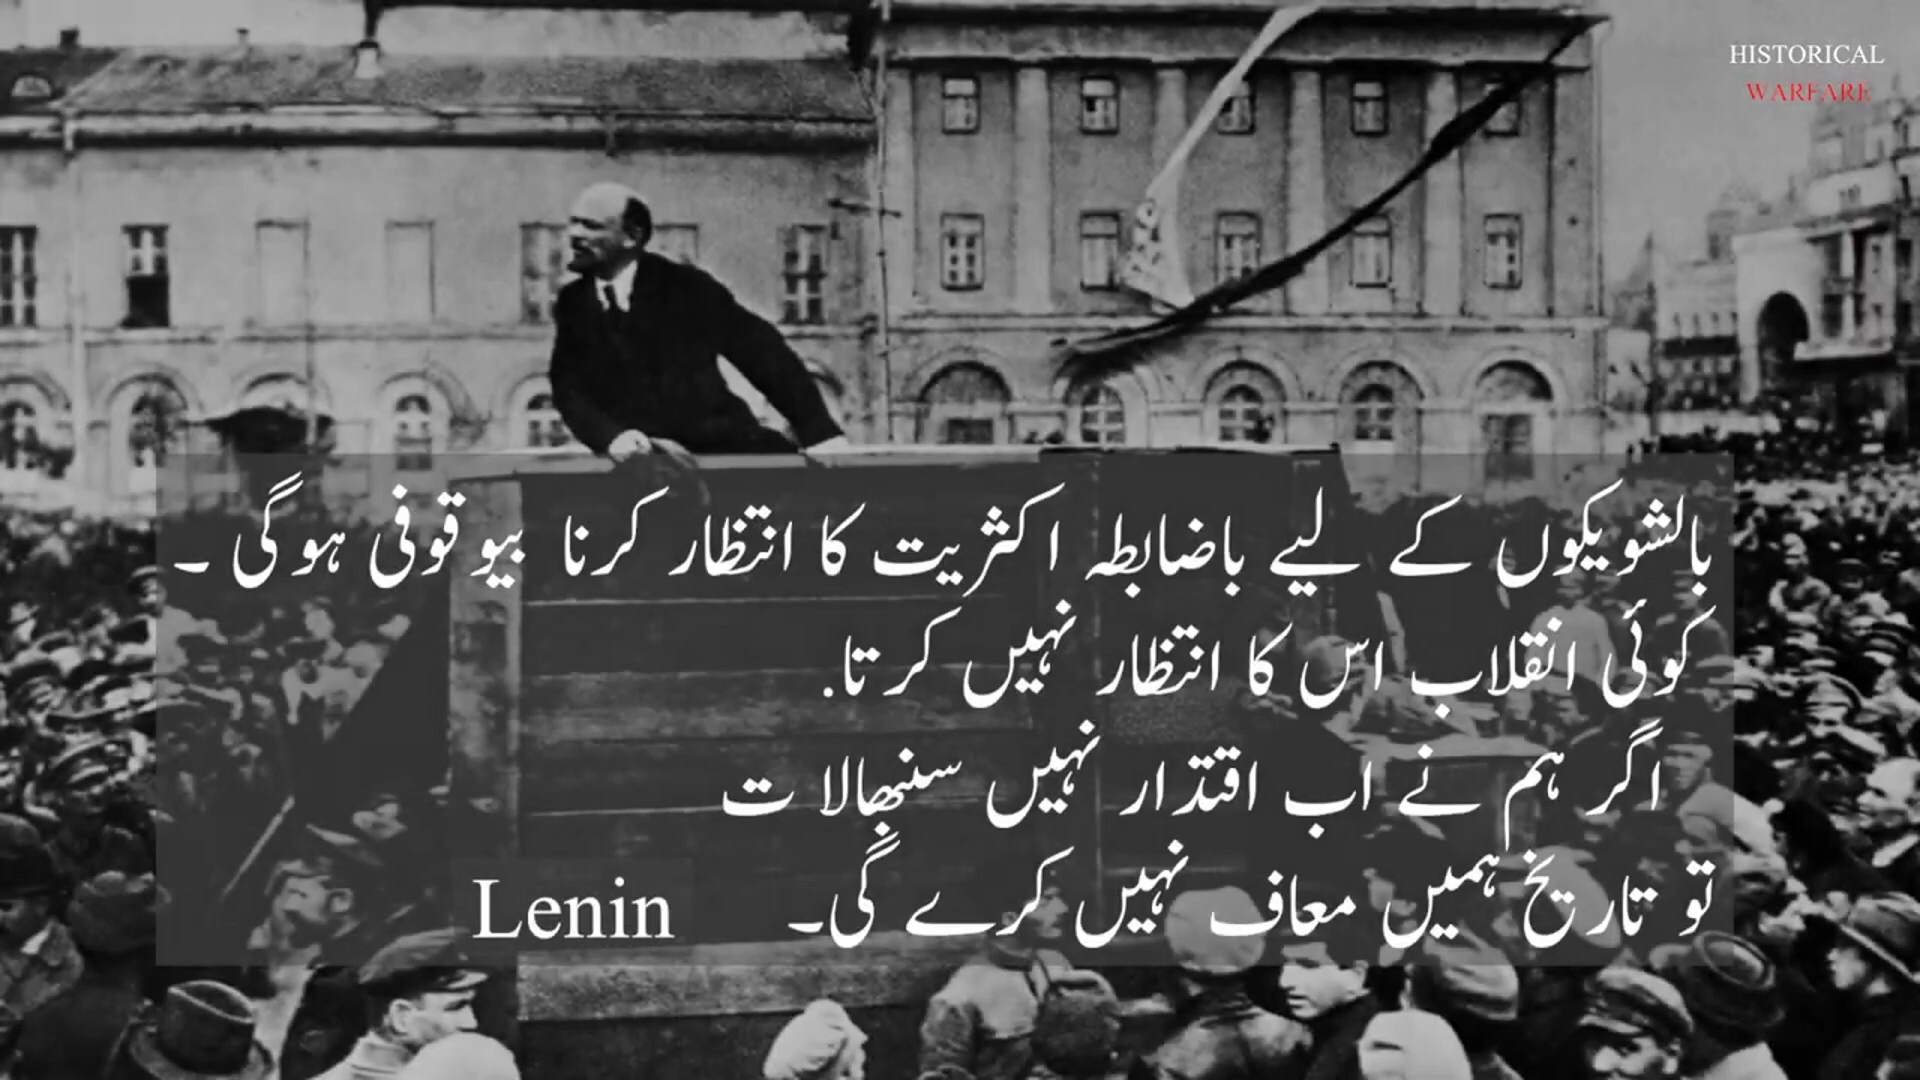 HISTORICAL
WARFARE
بالشویکوں کے لیے باضابطہ اکثریت کا انتظار کرنا بیوقوفی ہوگی ۔
کوئی انقلاب اس کا انتظار نہیں کرتا.
اگر ہم نے اب اقتدار نہیں سنبھالا ت
تو تاریخ ہمیں معاف نہیں کرے گی۔ Lenin